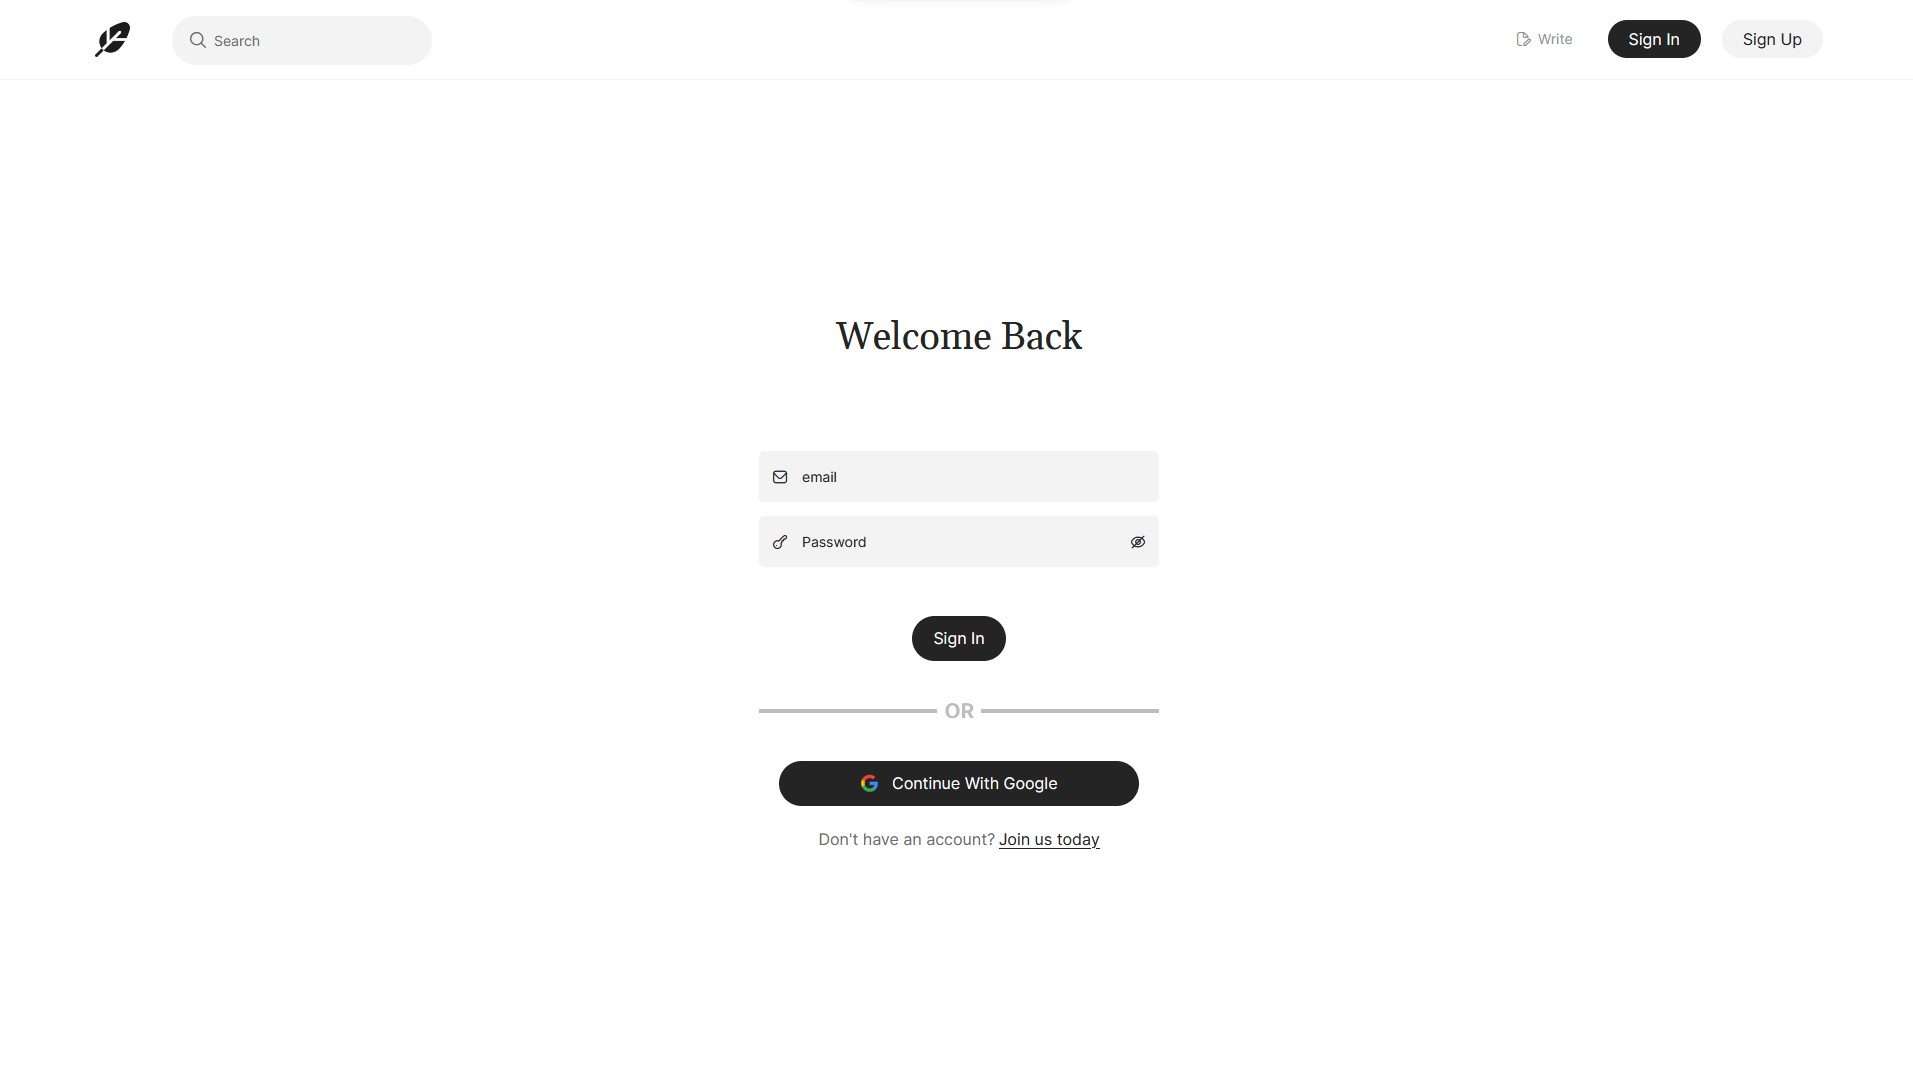 Search
Write
Sign In
Sign Up
Welcome Back
email
Password
Sign In
OR
Continue With Google
Don't have an account? Join us today